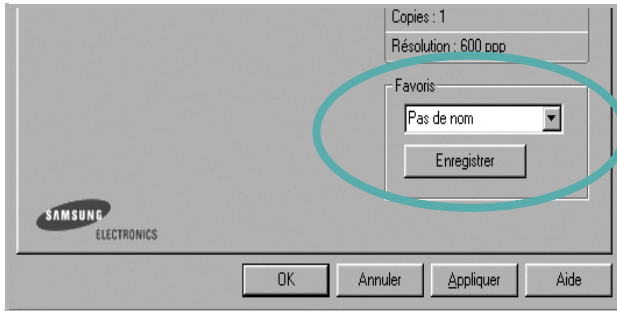 Copies : 1
Résolution : 600 ppp
Favoris
Pas de nom
Enregistrer
SAMSUNG
ELECTRONICS
OK Annuler Appliquer Aide